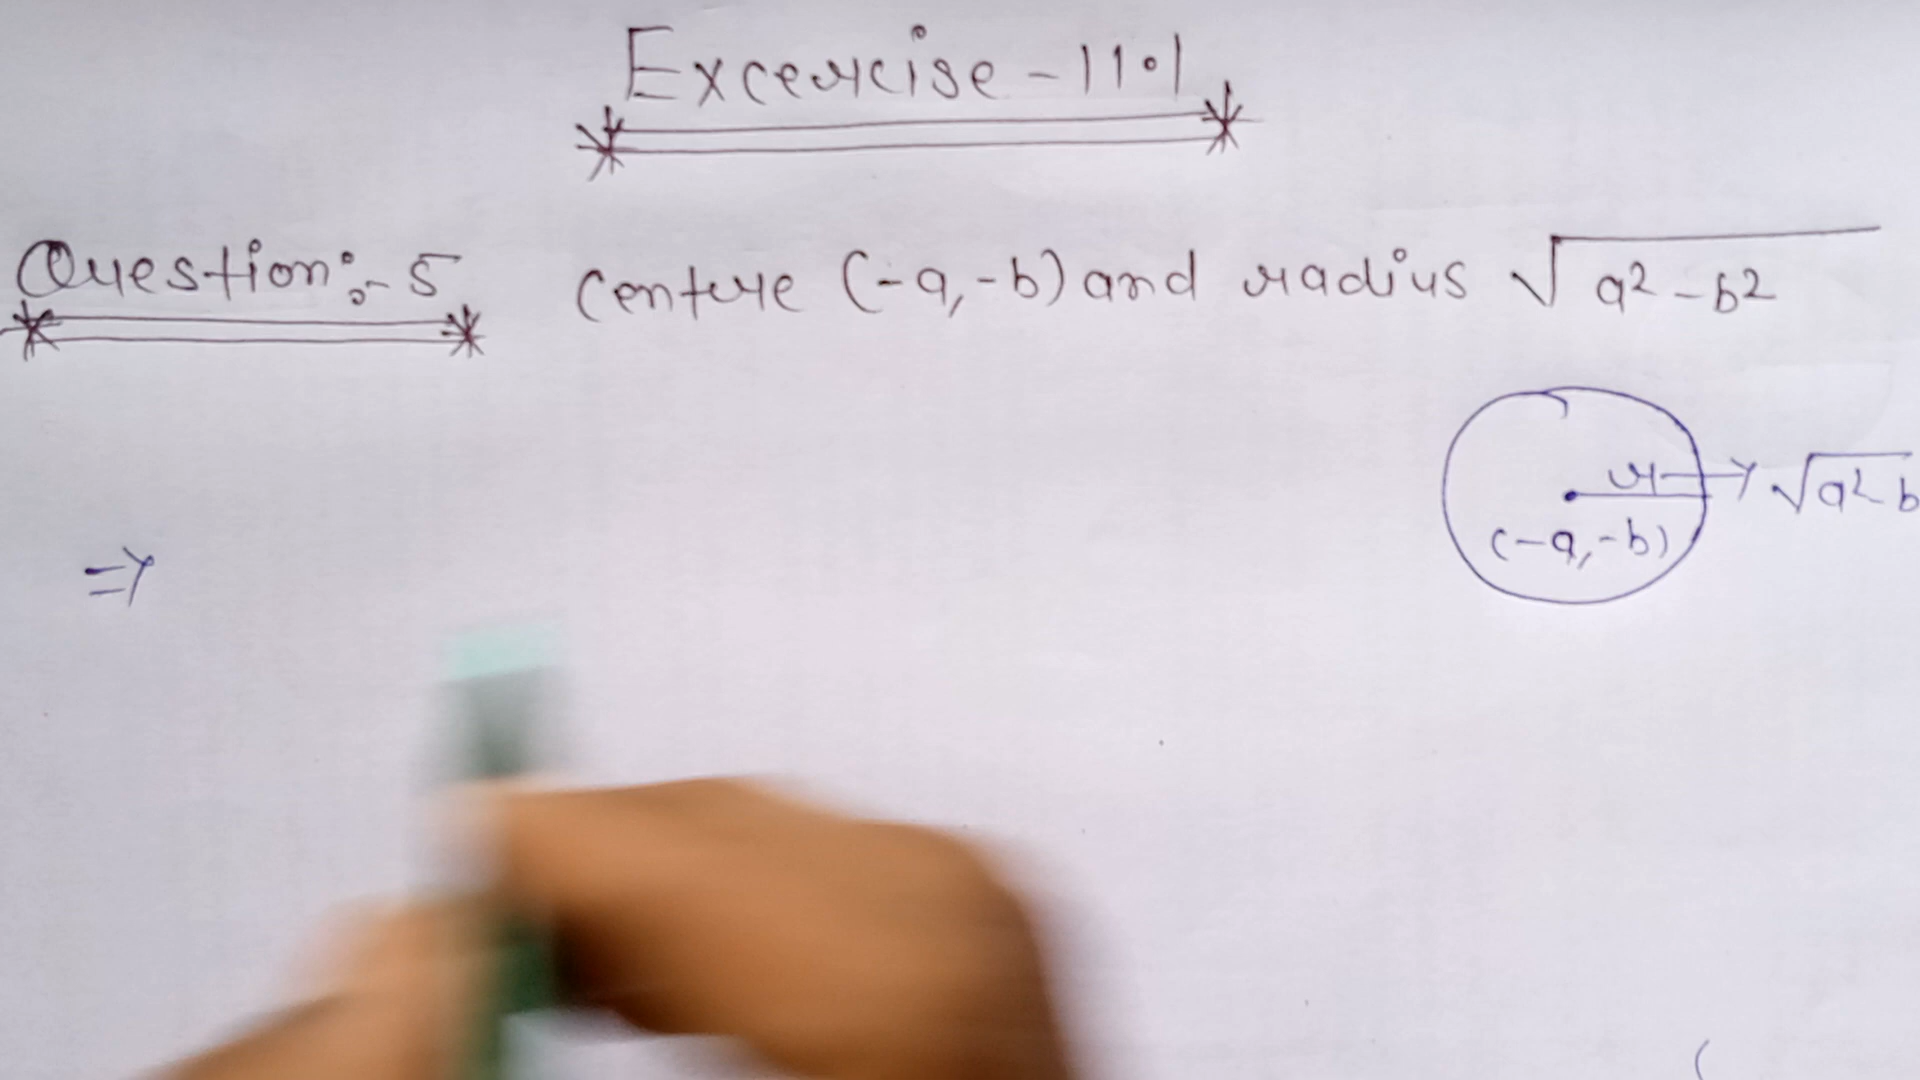 Excercise - 11.1
Question:- 5 Centre (-a, -b) and radius √a² - b²
r → √a² b
(-a, -b)
⇒
(